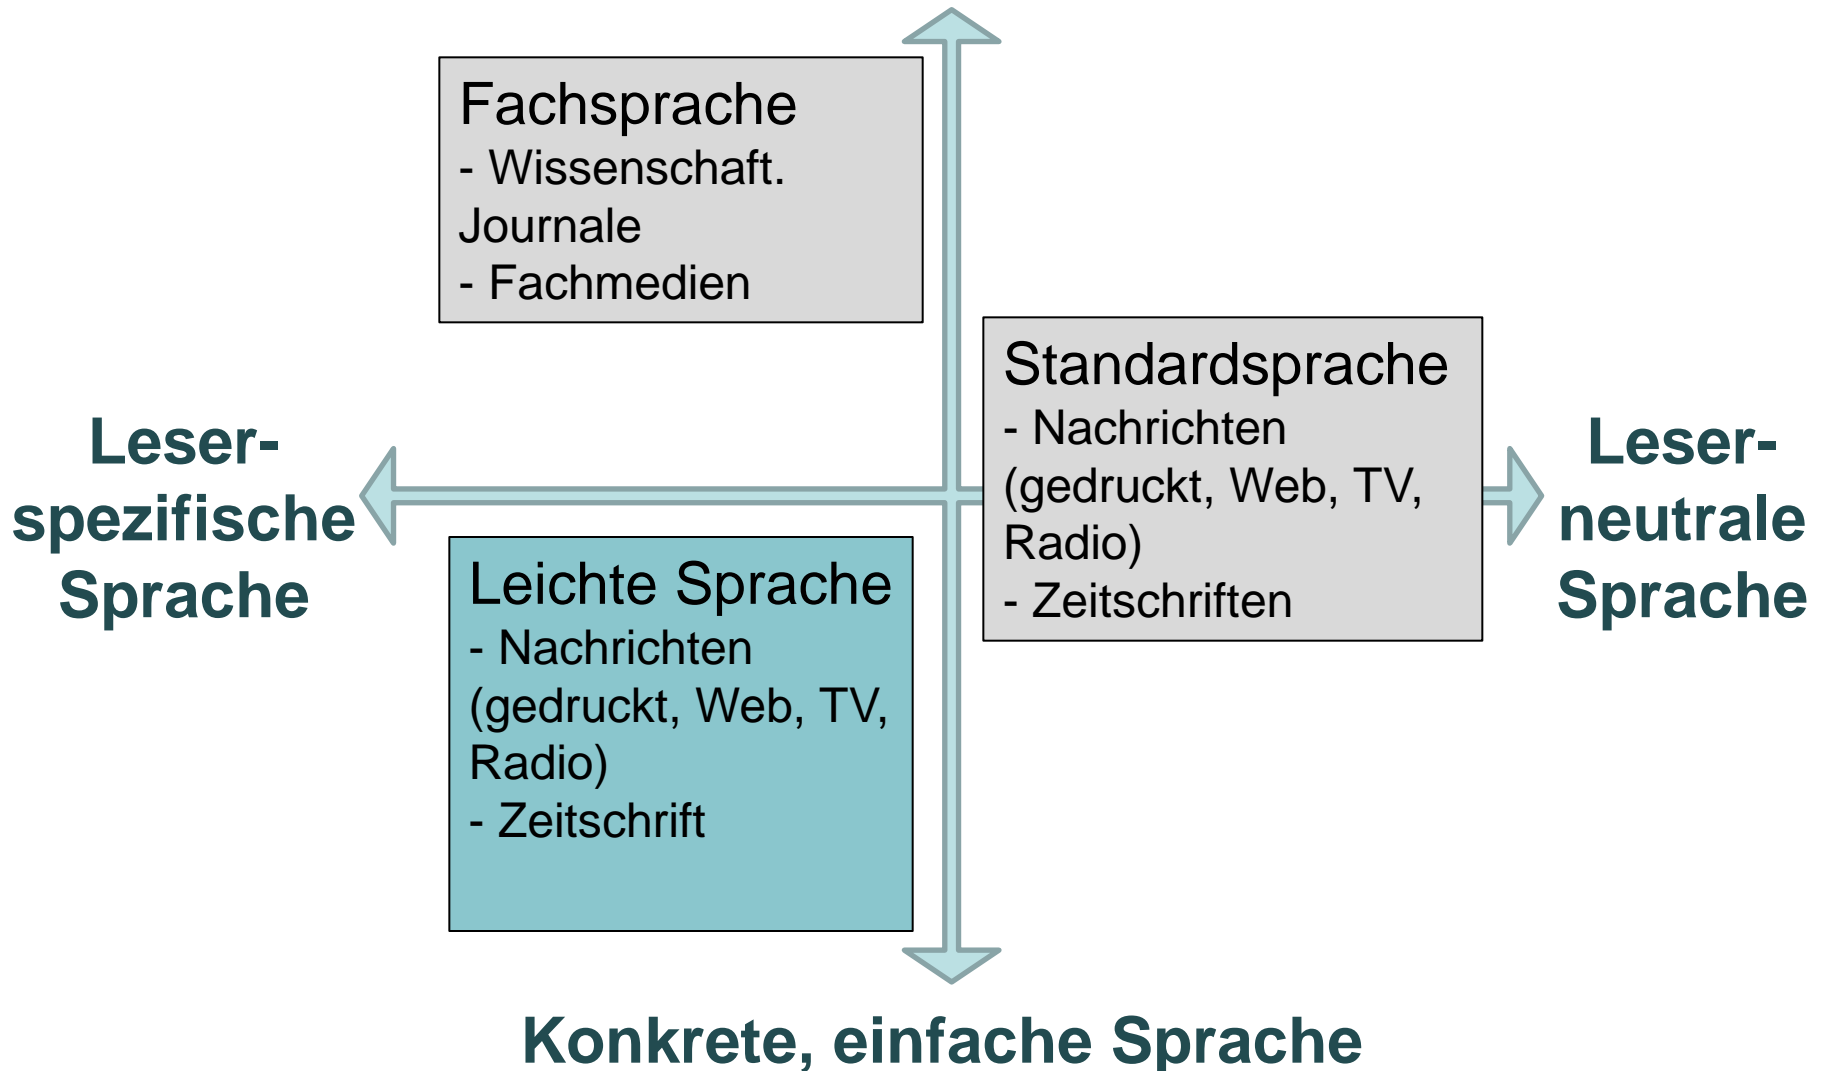 Fachsprache
- Wissenschaft.
Journale
- Fachmedien
Standardsprache
- Nachrichten
(gedruckt, Web, TV,
Radio)
- Zeitschriften
Leser-
spezifische
Sprache
Leser-
neutrale
Sprache
Leichte Sprache
- Nachrichten
(gedruckt, Web, TV,
Radio)
- Zeitschrift
Konkrete, einfache Sprache